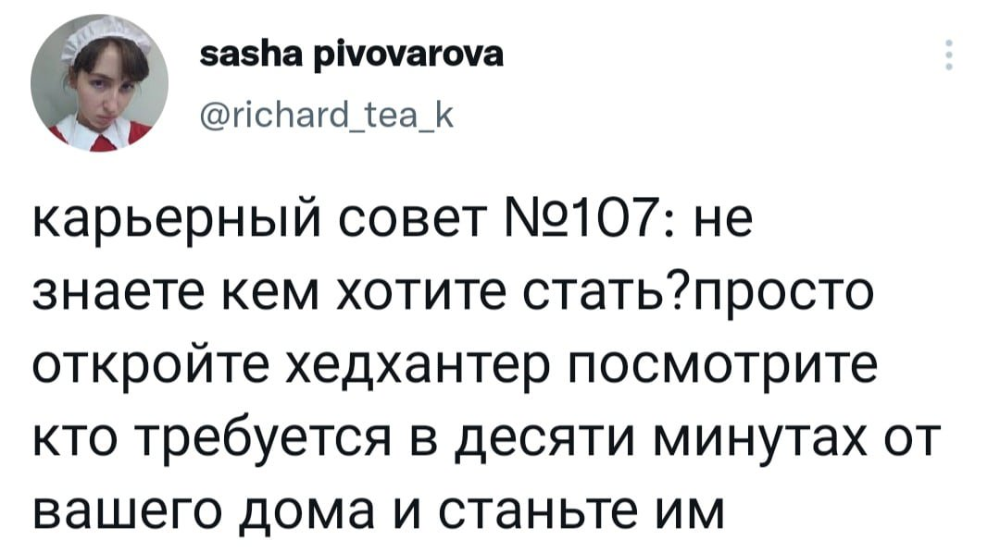 sasha pivovarova
@richard_tea_k
карьерный совет №107: не
знаете кем хотите стать?просто
откройте хедхантер посмотрите
кто требуется в десяти минутах от
вашего дома и станьте им